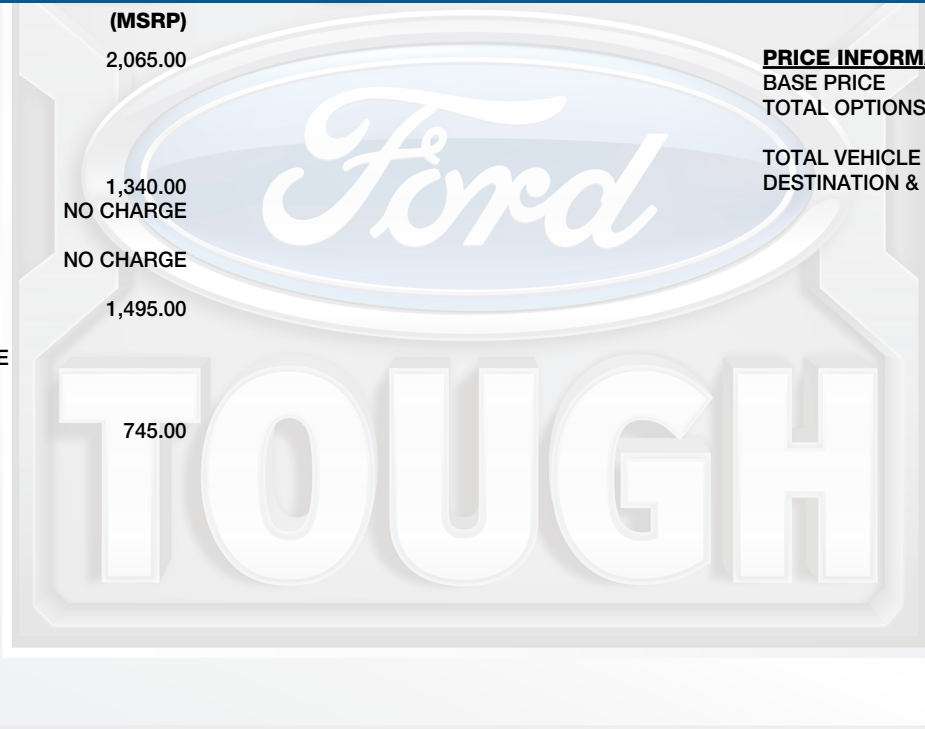 (MSRP)
2,065.00
PRICE INFORMA
BASE PRICE
TOTAL OPTIONS
TOTAL VEHICLE
DESTINATION &
1,340.00
NO CHARGE
NO CHARGE
1,495.00
E
745.00
Ford
TOUGH